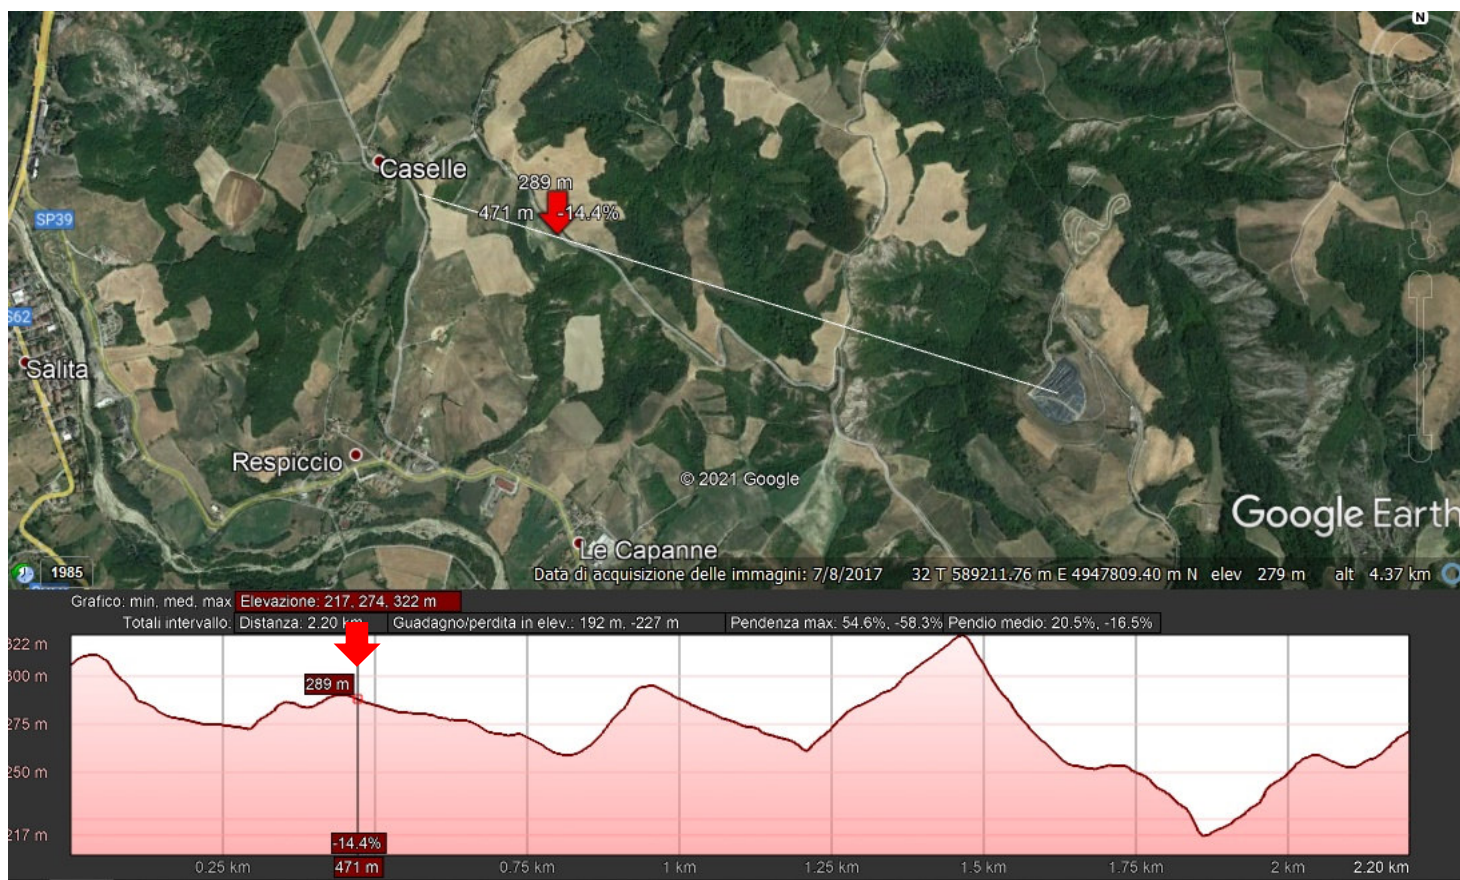 N
Caselle
289 m
471 m -14.4%
SP39
S62
Salita
Respiccio
© 2021 Google
Google Earth
Le Capanne
1985
Data di acquisizione delle immagini: 7/8/2017 32 T 589211.76 m E 4947809.40 m N elev 279 m alt 4.37 km
Grafico: min, med, max Elevazione: 217, 274, 322 m
Totali intervallo: Distanza: 2.20 km Guadagno/perdita in elev.: 192 m, -227 m Pendenza max: 54.6%, -58.3% Pendio medio: 20.5%, -16.5%
322 m
300 m
289 m
275 m
250 m
217 m
-14.4%
0.25 km 471 m 0.75 km 1 km 1.25 km 1.5 km 1.75 km 2 km 2.20 km